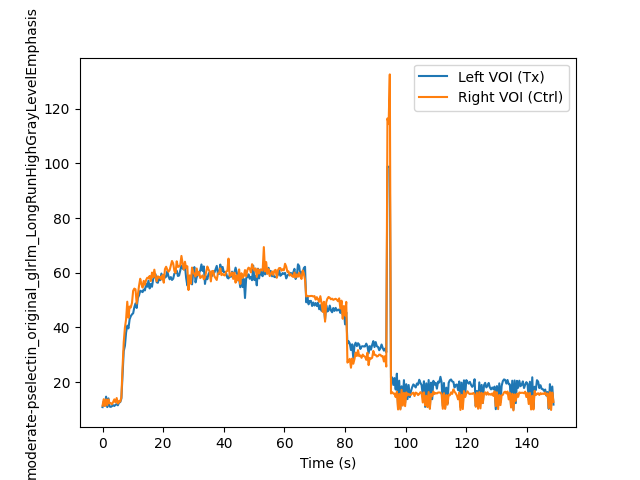 moderate-pselectin_original_glrlm_LongRunHighGrayLevelEmphasis
Left VOI (Tx)
Right VOI (Ctrl)
120
100
80
60
40
20
0 20 40 60 80 100 120 140
Time (s)